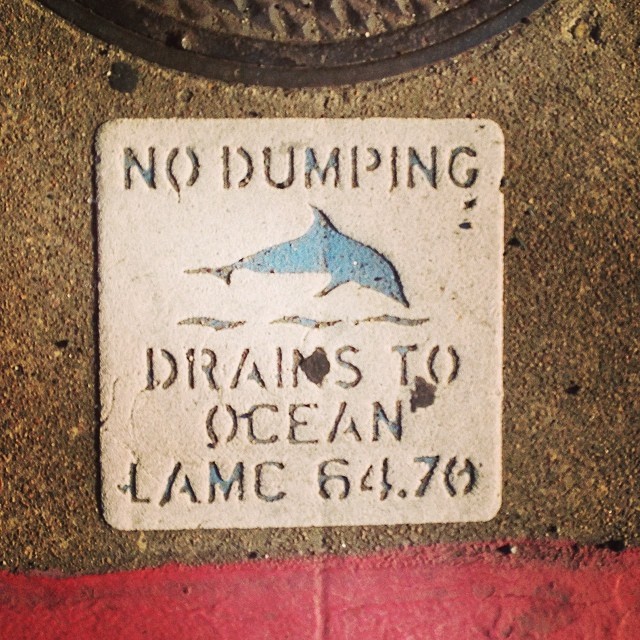 NO DUMPING
DRAINS TO
OCEAN
LAMC 64.70